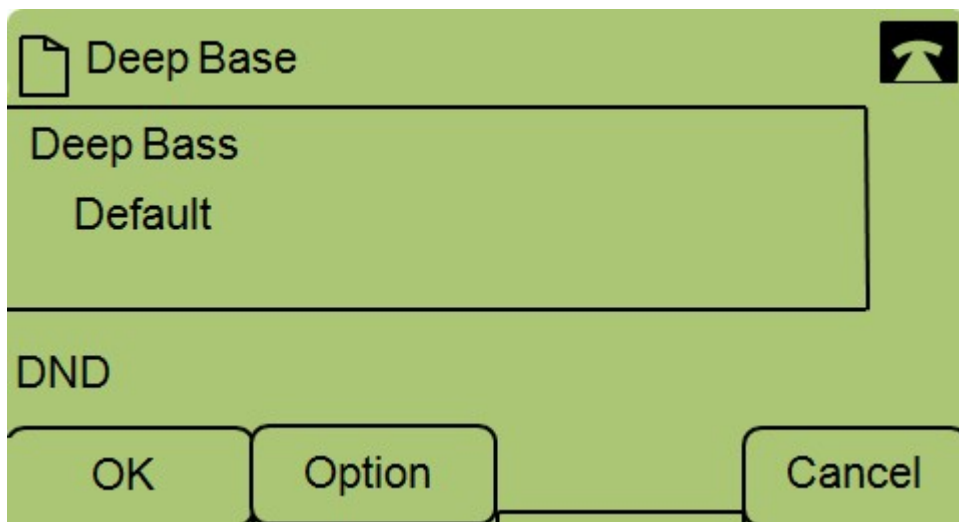 Deep Base
Deep Bass
Default
DND
OK Option Cancel